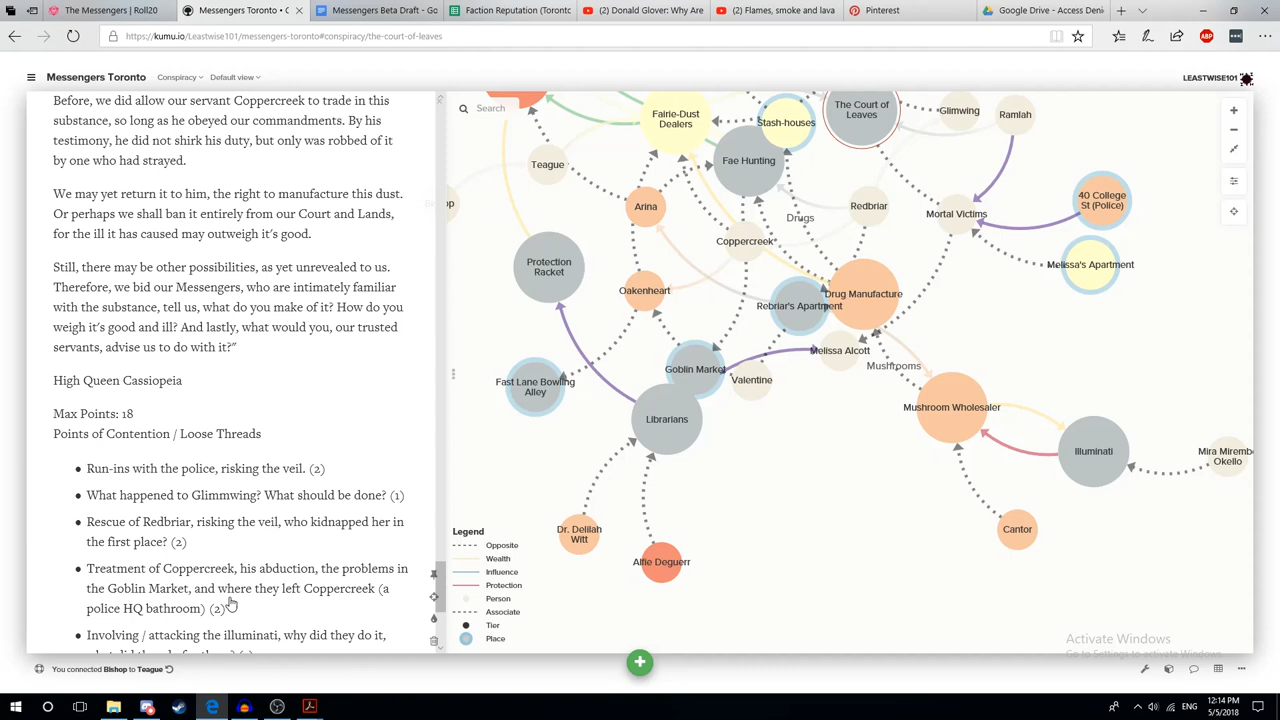 The Messengers | Roll20
Messengers Toronto • C
Messengers Beta Draft - Go
Faction Reputation (Toront
(2) Donald Glover: Why Are
(2) Flames, smoke and lava
Pinterest
Google Drive - Access Deni
https://kumu.io/Leastwise101/messengers-toronto#conspiracy/the-court-of-leaves
ABP
Messengers Toronto
Conspiracy
Default view
LEASTWISE101
Before, we did allow our servant Coppercreek to trade in this
substance, so long as he obeyed our commandments. By his
testimony, he did not shirk his duty, but only was robbed of it
by one who had strayed.
We may yet return it to him, the right to manufacture this dust.
Or perhaps we shall ban it entirely from our Court and Lands,
for the ill it has caused may outweigh it's good.
Still, there may be other possibilities, as yet unrevealed to us.
Therefore, we bid our Messengers, who are intimately familiar
with the substance, tell us, what do you make of it? How do you
weigh it's good and ill? And lastly, what would you, our trusted
servants, advise us to do with it?"
High Queen Cassiopeia
Max Points: 18
Points of Contention / Loose Threads
• Run-ins with the police, risking the veil. (2)
• What happened to Glimmwing? What should be done? (1)
• Rescue of Redbriar, risking the veil, who kidnapped her in
the first place? (2)
• Treatment of Coppercreek, his abduction, the problems in
the Goblin Market, and where they left Coppercreek (a
police HQ bathroom) (2)
• Involving / attacking the illuminati, why did they do it,
Search
Fairie-Dust
Dealers
Stash-houses
The Court of
Leaves
Glimwing
Ramlah
Teague
Fae Hunting
Arina
Redbriar
Drugs
Mortal Victims
40 College
St (Police)
Coppercreek
Protection
Racket
Melissa's Apartment
Oakenheart
Rebriar's Apartment
Drug Manufacture
Melissa Alcott
Mushrooms
Goblin Market
Valentine
Fast Lane Bowling
Alley
Librarians
Mushroom Wholesaler
Illuminati
Mira Miremb
Okello
Dr. Delilah
Witt
Cantor
Alfie Deguerr
Legend
Opposite
Wealth
Influence
Protection
Person
Associate
Tier
Place
Activate Windows
Go to Settings to activate Windows.
You connected Bishop to Teague
ENG
12:14 PM
5/5/2018